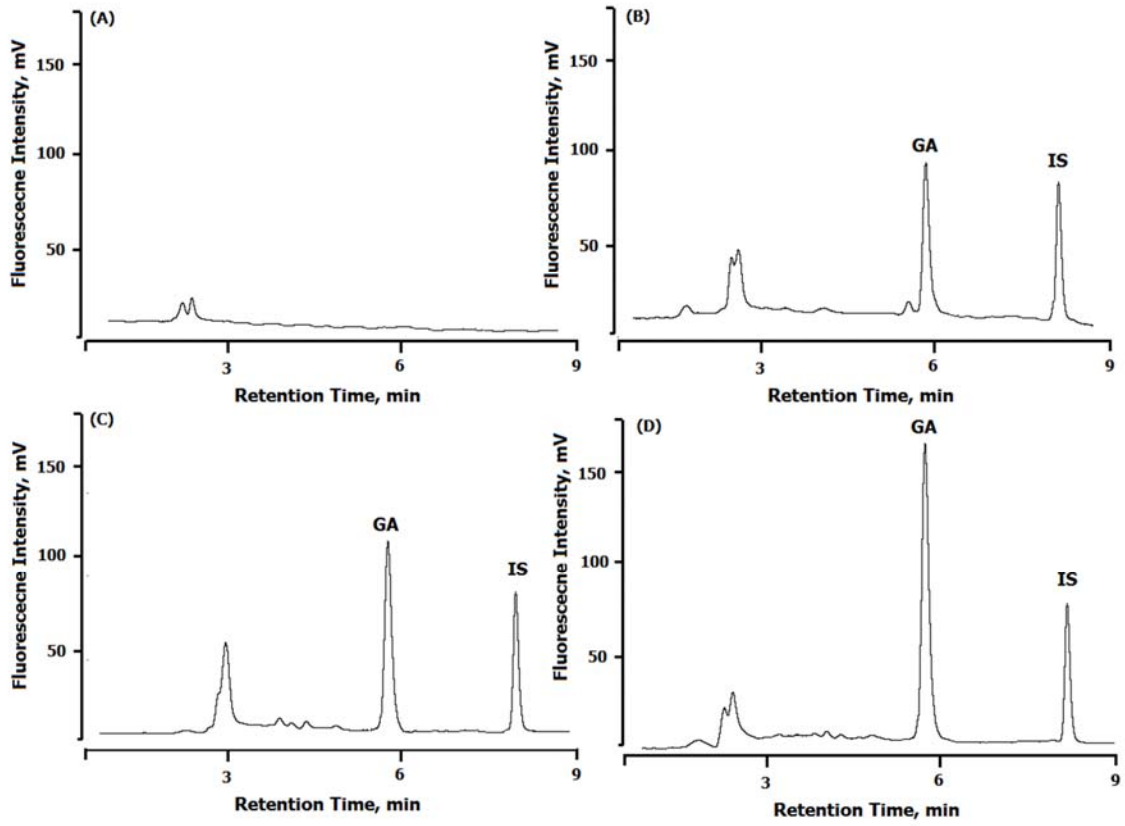 (A)
Fluorescecne Intensity, mV
150
100
50
3
6
9
Retention Time, min
(B)
Fluorescecne Intensity, mV
150
100
50
GA
IS
3
6
9
Retention Time, min
(C)
Fluorescecne Intensity, mV
150
100
50
GA
IS
3
6
9
Retention Time, min
(D)
Fluorescecne Intensity, mV
150
100
50
GA
IS
3
6
9
Retention Time, min